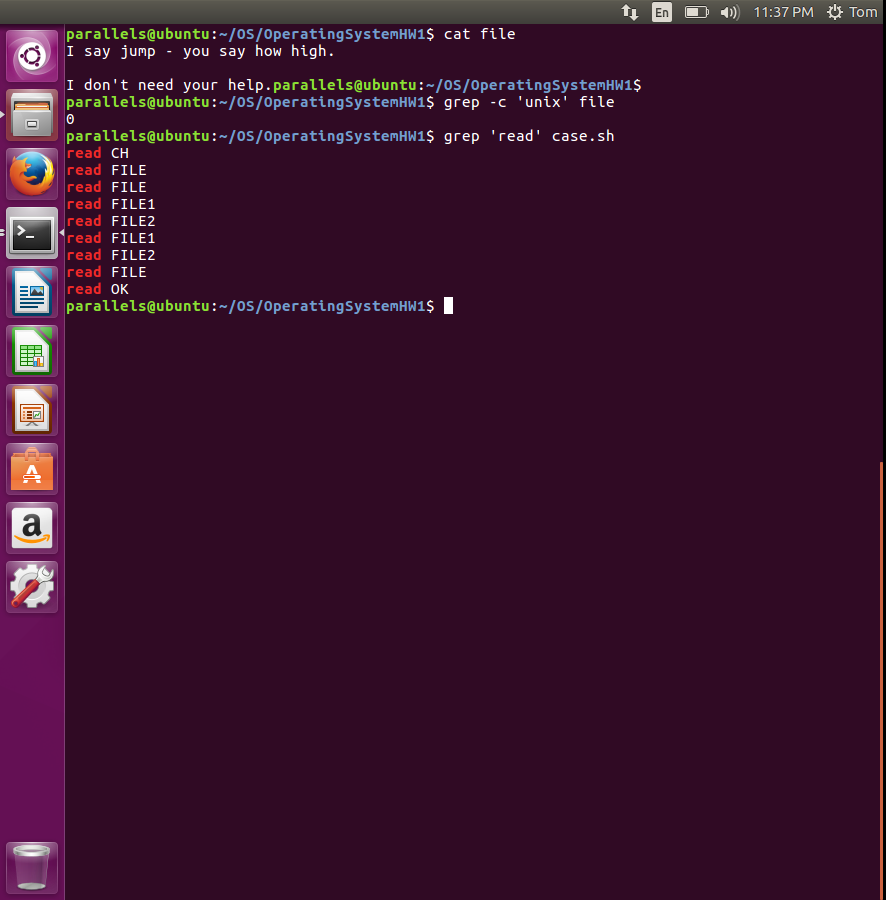 En 11:37 PM Tom
parallels@ubuntu:~/OS/OperatingSystemHW1$ cat file
I say jump - you say how high.

I don't need your help.parallels@ubuntu:~/OS/OperatingSystemHW1$
parallels@ubuntu:~/OS/OperatingSystemHW1$ grep -c 'unix' file
0
parallels@ubuntu:~/OS/OperatingSystemHW1$ grep 'read' case.sh
read CH
read FILE
read FILE
read FILE1
read FILE2
read FILE1
read FILE2
read FILE
read OK
parallels@ubuntu:~/OS/OperatingSystemHW1$
>_
A
a